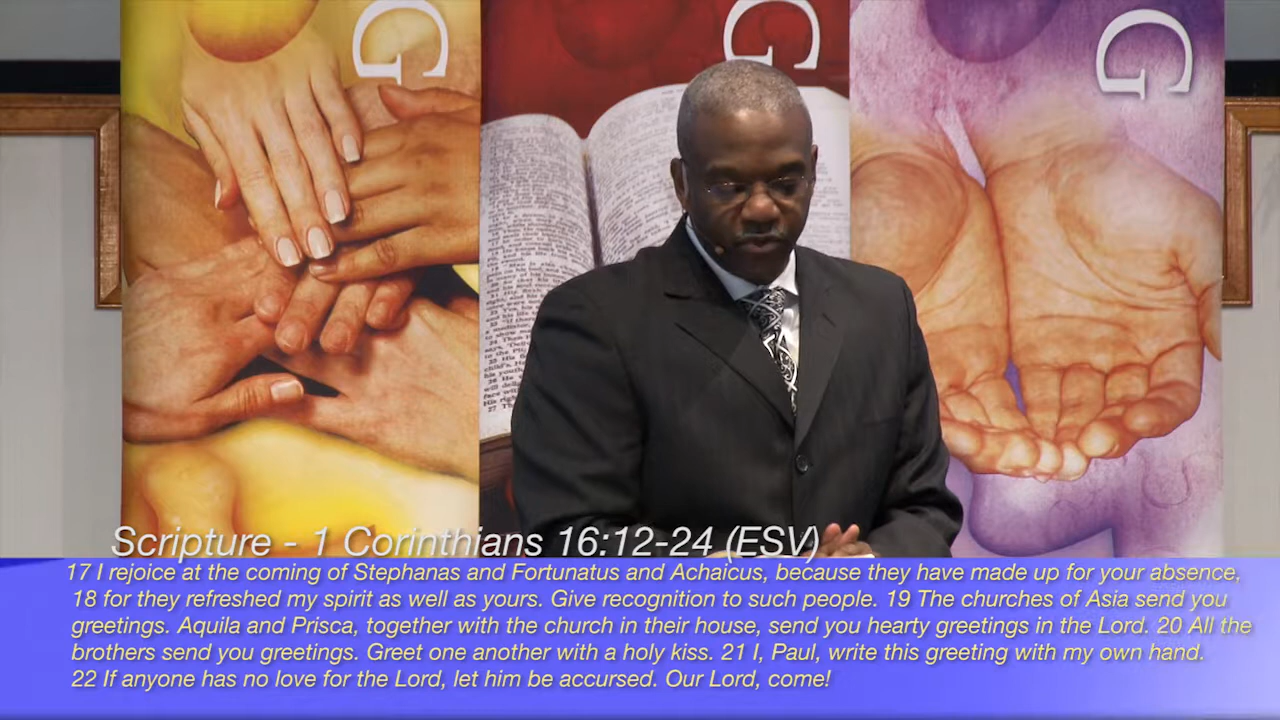 G
G
G
Scripture - 1 Corinthians 16:12-24 (ESV)
17 I rejoice at the coming of Stephanas and Fortunatus and Achaicus, because they have made up for your absence,
18 for they refreshed my spirit as well as yours. Give recognition to such people. 19 The churches of Asia send you
greetings. Aquila and Prisca, together with the church in their house, send you hearty greetings in the Lord. 20 All the
brothers send you greetings. Greet one another with a holy kiss. 21 I, Paul, write this greeting with my own hand.
22 If anyone has no love for the Lord, let him be accursed. Our Lord, come!